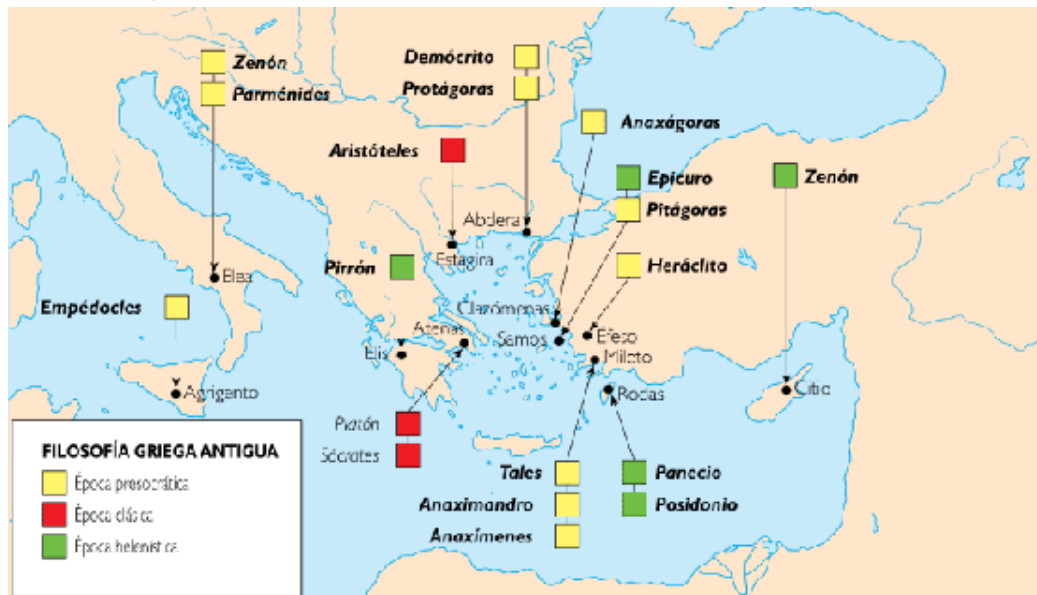 Zenón
Parménides
Demócrito
Protágoras
Anaxágoras
Aristóteles
Epicuro
Zenón
Pitágoras
Abdera
Estagira
Pirrón
Heráclito
Elea
Empédocles
Clazómenas
Atenas
Samos
Efeso
Elis
Mileto
Agrigento
Rodas
Citio
Platón
Sócrates
FILOSOFÍA GRIEGA ANTIGUA
Época presocrática
Época clásica
Época helenística
Tales
Panecio
Anaximandro
Posidonio
Anaxímenes